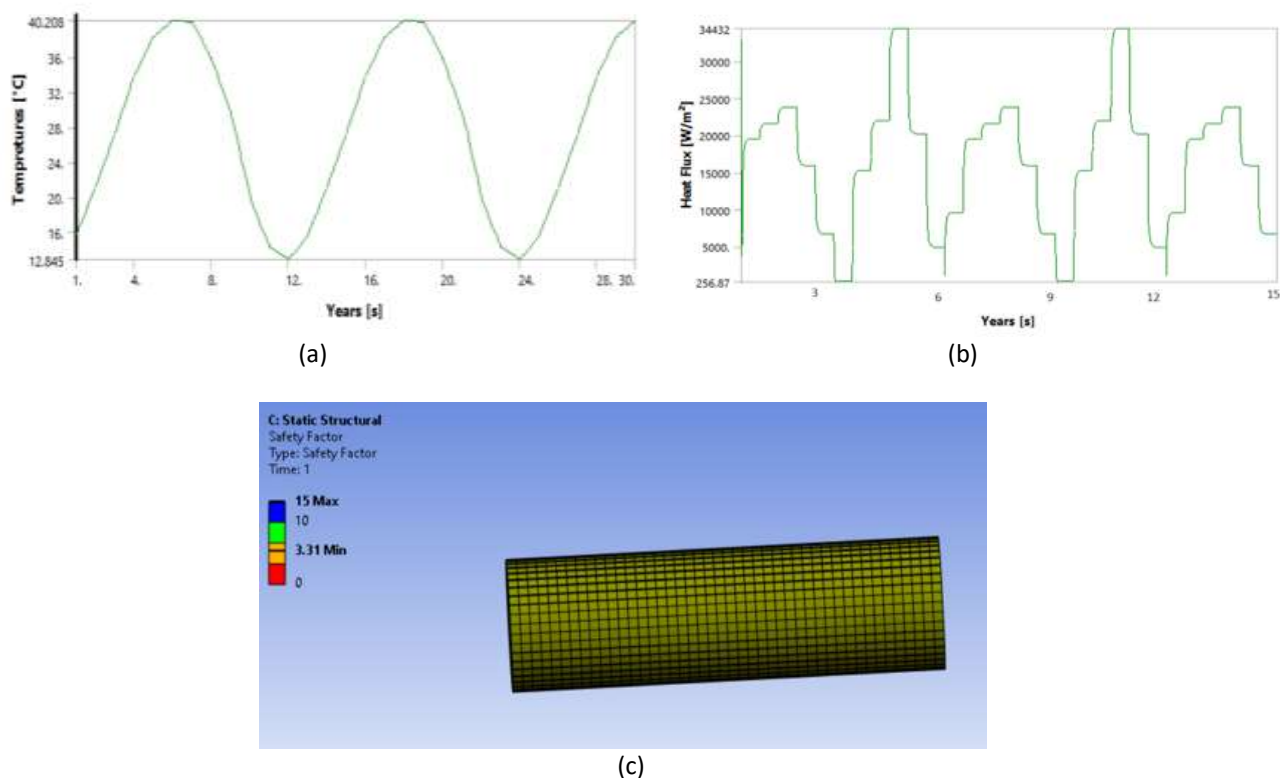 40.208
36.
32.
28.
24.
20.
16.
12.845
Tempretures [°C]
1. 4. 8. 12. 16. 20. 24. 28. 30.
Years [s]
(a)
34432
30000
25000
20000
15000
10000
5000.
256.87
Heat Flux [W/m²]
3 6 9 12 15
Years [s]
(b)
C: Static Structural
Safety Factor
Type: Safety Factor
Time: 1
15 Max
10
3.31 Min
0
(c)